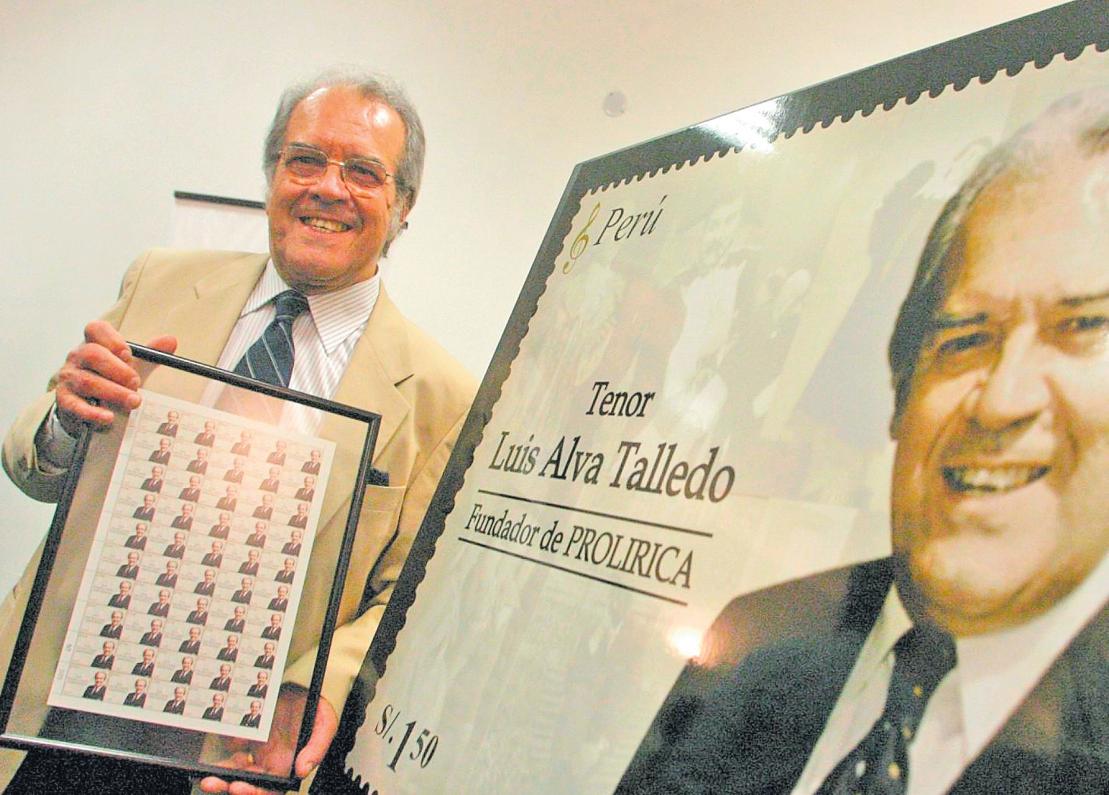 Perú
Tenor
Luis Alva Talledo
Fundador de PROLIRICA
S/. 1.50